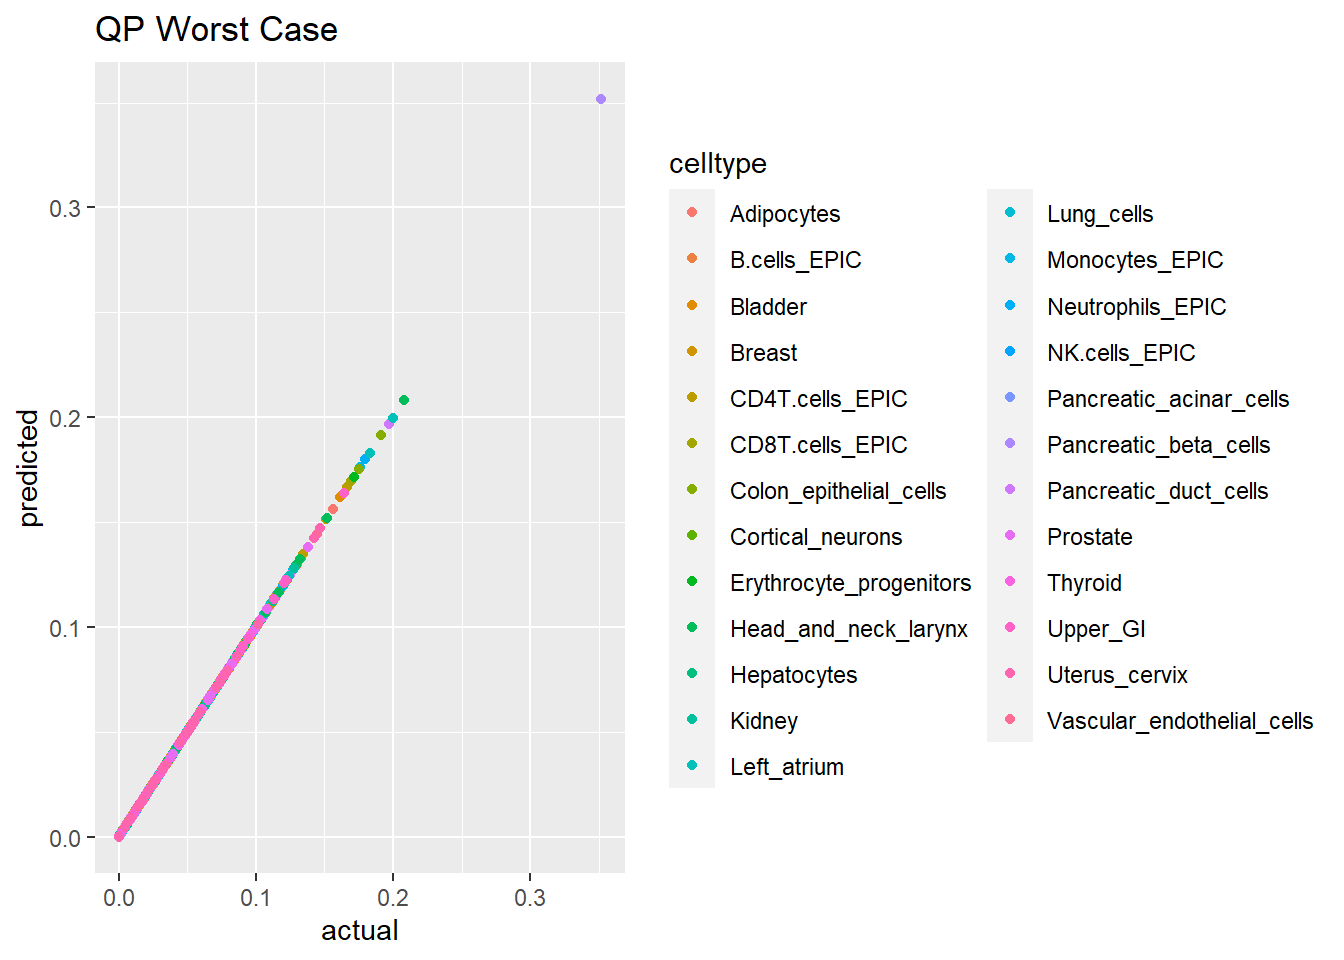 QP Worst Case
predicted
0.3
0.2
0.1
0.0
0.0 0.1 0.2 0.3
actual
celltype
Adipocytes
B.cells_EPIC
Bladder
Breast
CD4T.cells_EPIC
CD8T.cells_EPIC
Colon_epithelial_cells
Cortical_neurons
Erythrocyte_progenitors
Head_and_neck_larynx
Hepatocytes
Kidney
Left_atrium
Lung_cells
Monocytes_EPIC
Neutrophils_EPIC
NK.cells_EPIC
Pancreatic_acinar_cells
Pancreatic_beta_cells
Pancreatic_duct_cells
Prostate
Thyroid
Upper_GI
Uterus_cervix
Vascular_endothelial_cells